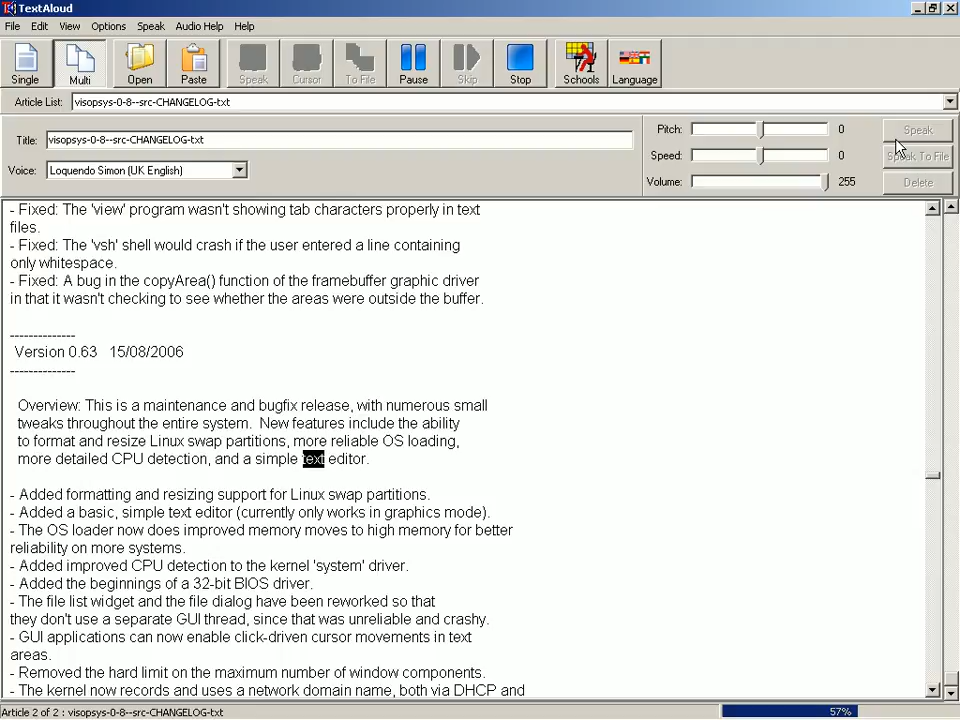 TextAloud
File Edit View Options Speak Audio Help Help
Single Multi Open Paste Speak Cursor To File Pause Skip Stop Schools Language
Article List: visopsys-0-8--src-CHANGELOG-txt
Title: visopsys-0-8--src-CHANGELOG-txt
Voice: Loquendo Simon (UK English)
Pitch: 0 Speak
Speed: 0 Speak To File
Volume: 255 Delete
- Fixed: The 'view' program wasn't showing tab characters properly in text
files.
- Fixed: The 'vsh' shell would crash if the user entered a line containing
only whitespace.
- Fixed: A bug in the copyArea() function of the framebuffer graphic driver
in that it wasn't checking to see whether the areas were outside the buffer.
--------------
Version 0.63 15/08/2006
--------------
Overview: This is a maintenance and bugfix release, with numerous small
tweaks throughout the entire system. New features include the ability
to format and resize Linux swap partitions, more reliable OS loading,
more detailed CPU detection, and a simple text editor.
- Added formatting and resizing support for Linux swap partitions.
- Added a basic, simple text editor (currently only works in graphics mode).
- The OS loader now does improved memory moves to high memory for better
reliability on more systems.
- Added improved CPU detection to the kernel 'system' driver.
- Added the beginnings of a 32-bit BIOS driver.
- The file list widget and the file dialog have been reworked so that
they don't use a separate GUI thread, since that was unreliable and crashy.
- GUI applications can now enable click-driven cursor movements in text
areas.
- Removed the hard limit on the maximum number of window components.
- The kernel now records and uses a network domain name, both via DHCP and
Article 2 of 2 : visopsys-0-8--src-CHANGELOG-txt
57%